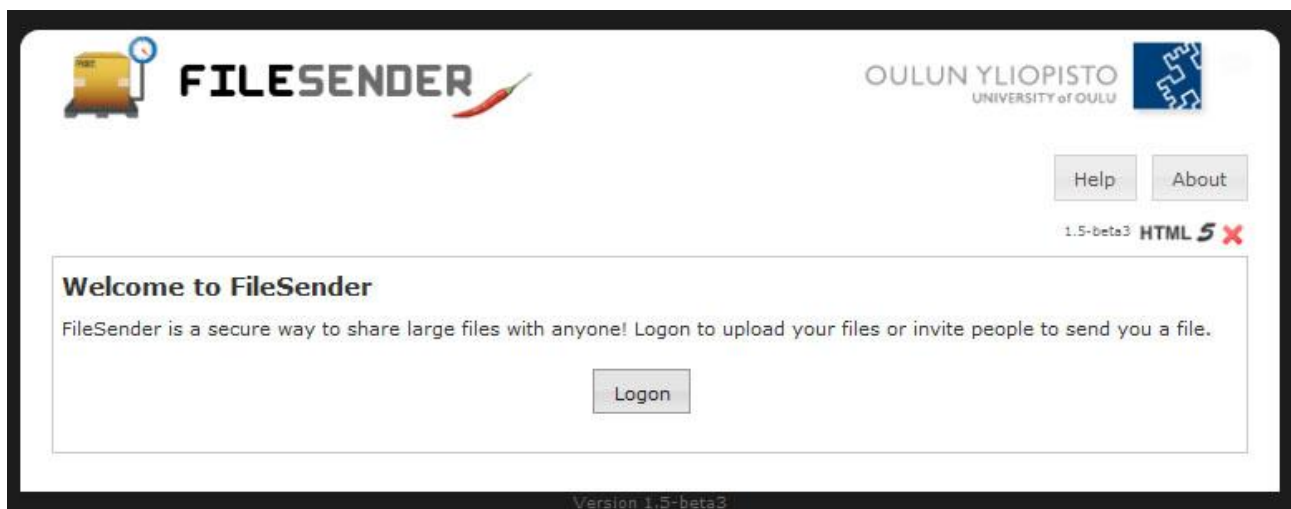 FILESENDER
OULUN YLIOPISTO
UNIVERSITY of OULU
Help About
1.5-beta3 HTML 5
Welcome to FileSender
FileSender is a secure way to share large files with anyone! Logon to upload your files or invite people to send you a file.
Logon
Version 1.5-beta3